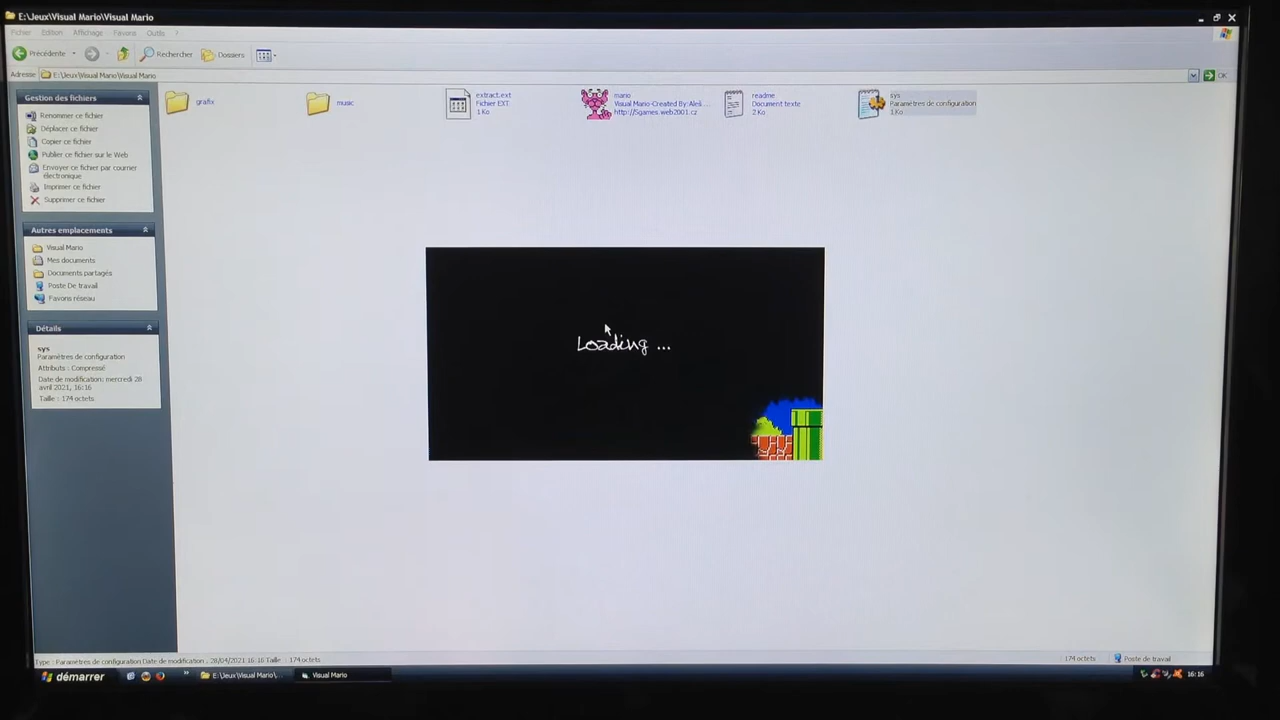 E:\Jeux\Visual Mario\Visual Mario
Fichier Edition Affichage Favoris Outils ?
Précédente Rechercher Dossiers
Adresse E:\Jeux\Visual Mario\Visual Mario OK
Gestion des fichiers
Renommer ce fichier
Déplacer ce fichier
Copier ce fichier
Publier ce fichier sur le Web
Envoyer ce fichier par courrier
électronique
Imprimer ce fichier
Supprimer ce fichier
Autres emplacements
Visual Mario
Mes documents
Documents partagés
Poste De travail
Favoris réseau
Détails
sys
Paramètres de configuration
Attributs : Compressé
Date de modification : mercredi 28
avril 2021, 16:16
Taille : 174 octets
grafix
music
extract.ext
Fichier EXT
1 Ko
mario
Visual Mario-Created By:Aleš ...
http://Sgames.web2001.cz
readme
Document texte
2 Ko
sys
Paramètres de configuration
1 Ko
Loading ...
Type : Paramètres de configuration Date de modification : 28/04/2021 16:16 Taille : 174 octets
174 octets
Poste de travail
démarrer
E:\Jeux\Visual Mario\...
Visual Mario
16:16